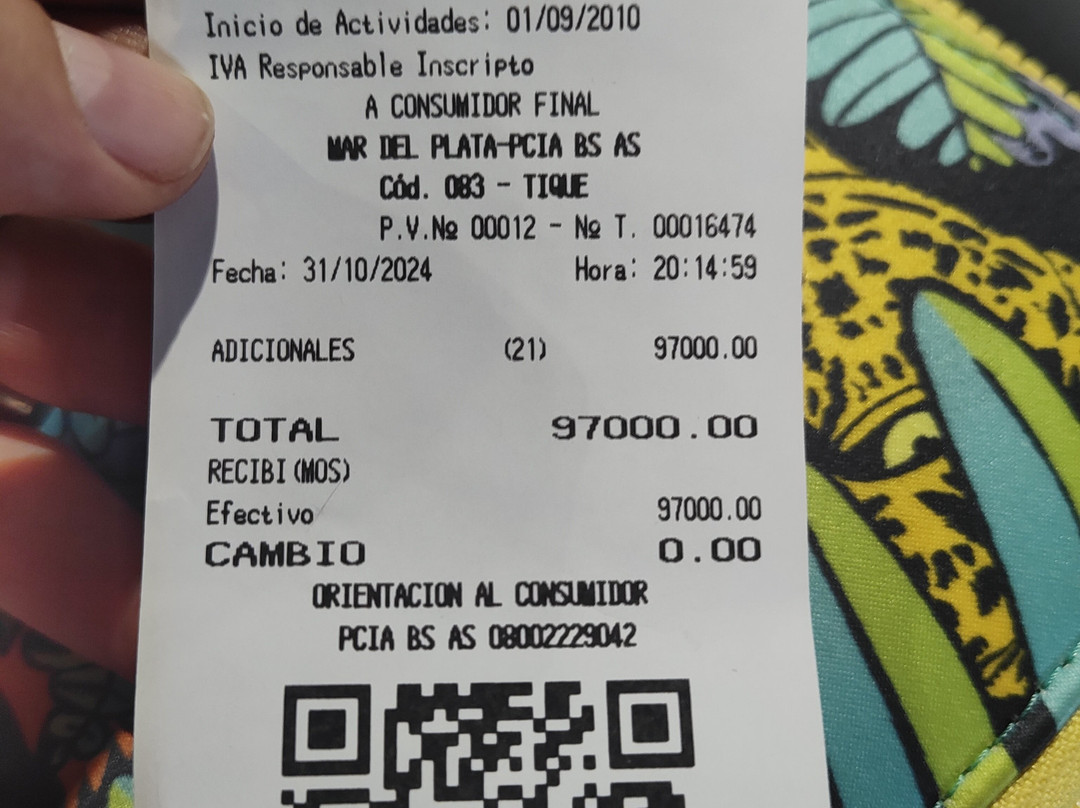 Inicio de Actividades: 01/09/2010
IVA Responsable Inscripto
A CONSUMIDOR FINAL
MAR DEL PLATA-PCIA BS AS
Cód. 083 - TIQUE
P.V.Nº 00012 - Nº T. 00016474
Fecha: 31/10/2024 Hora: 20:14:59
ADICIONALES (21) 97000.00
TOTAL 97000.00
RECIBI(MOS)
Efectivo 97000.00
CAMBIO 0.00
ORIENTACION AL CONSUMIDOR
PCIA BS AS 08002229042